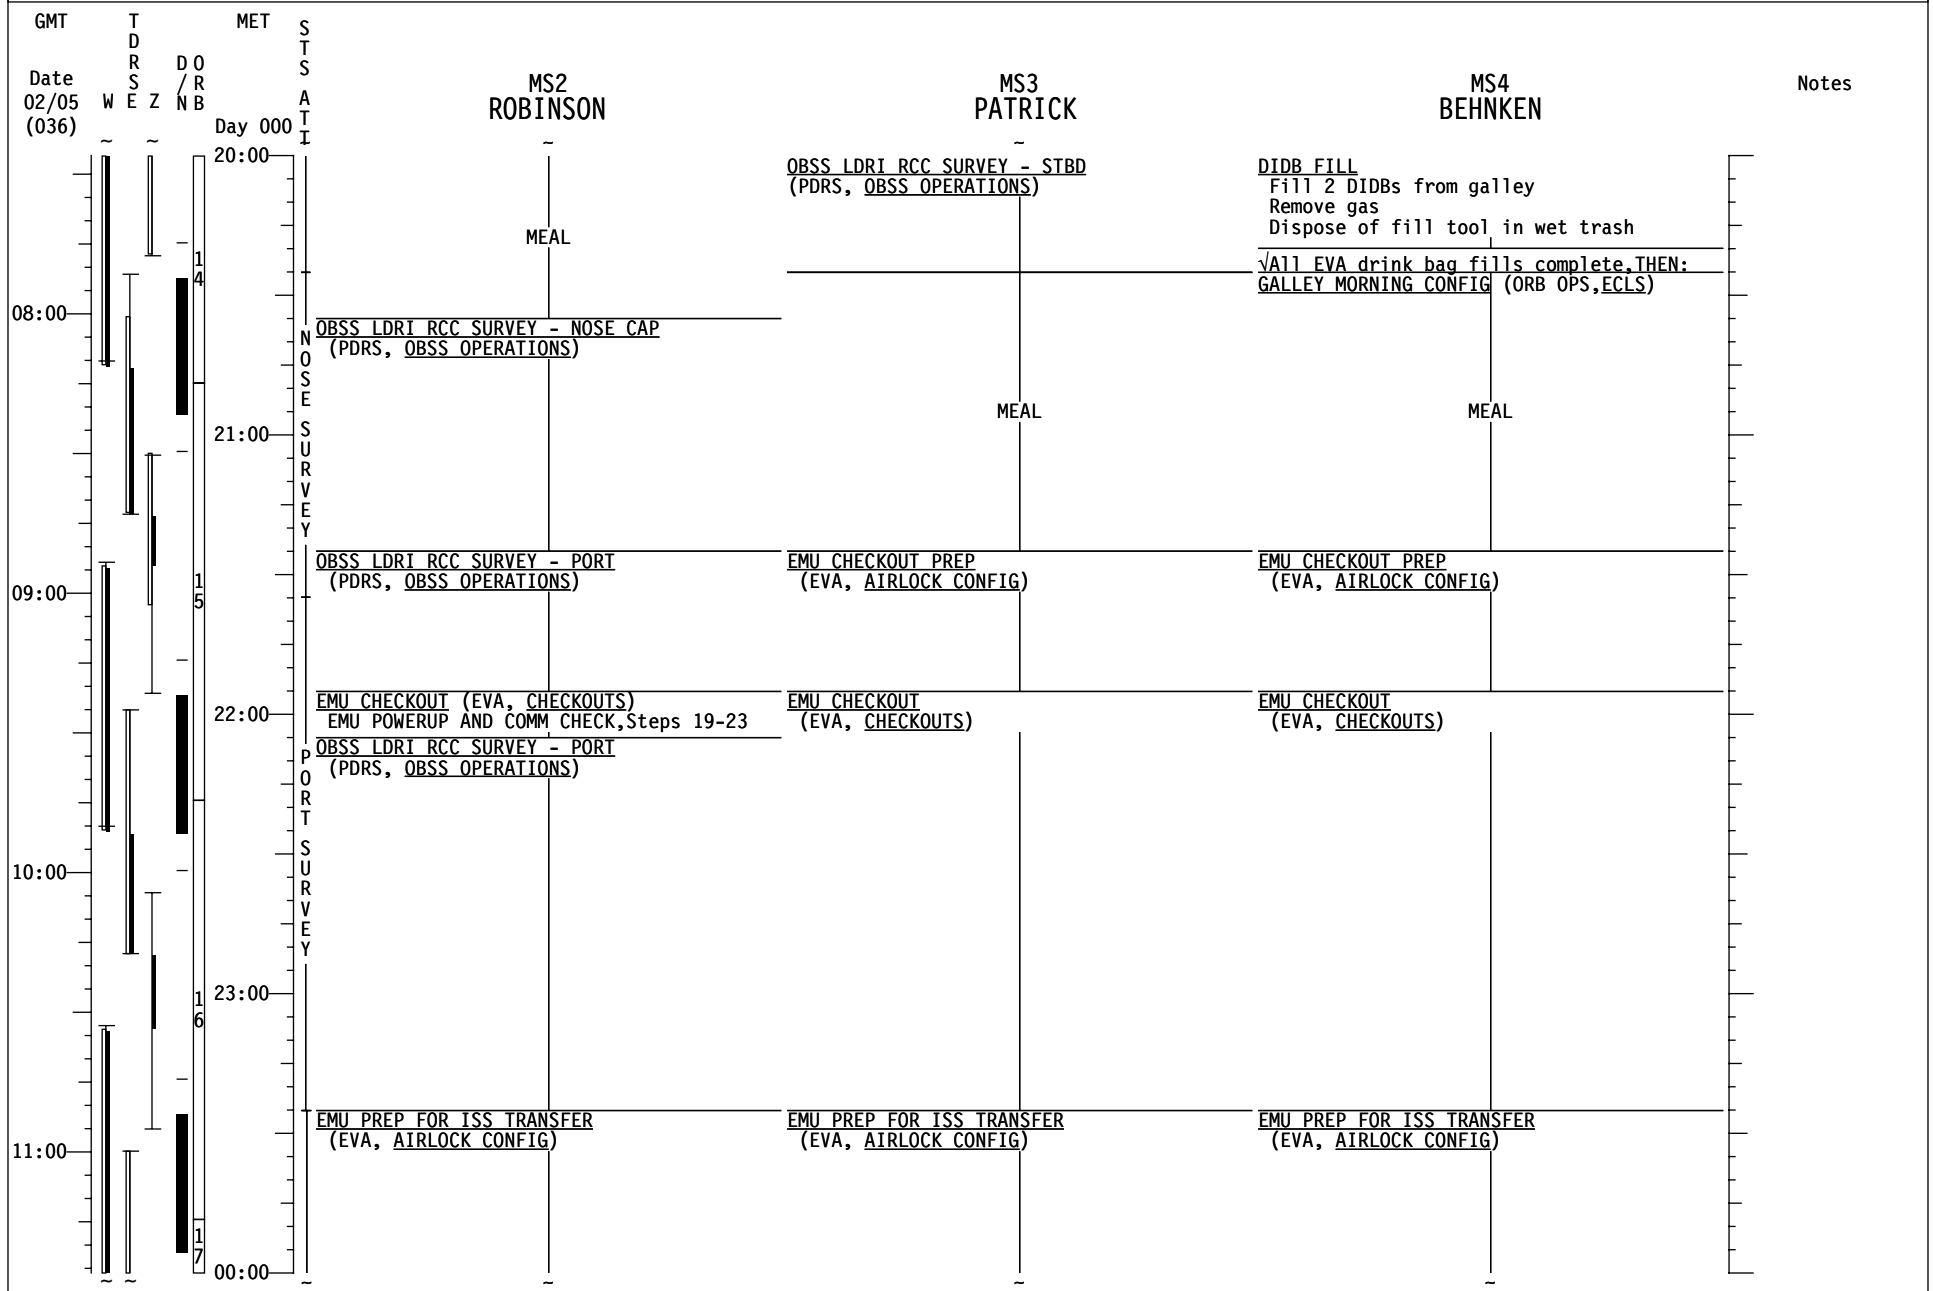 GMT
TDRSE
MET
STS ATT
Date
02/05
(036)
W E Z
D/N
ORB
Day 000
MS2
ROBINSON
MS3
PATRICK
MS4
BEHNKEN
Notes
~ ~ ~ ~
20:00
OBSS LDRI RCC SURVEY - STBD
(PDRS, OBSS OPERATIONS)
DIDB FILL
Fill 2 DIDBs from galley
Remove gas
Dispose of fill tool in wet trash
MEAL
14
√All EVA drink bag fills complete,THEN:
GALLEY MORNING CONFIG (ORB OPS,ECLS)
08:00
NOSE SURVEY
OBSS LDRI RCC SURVEY - NOSE CAP
(PDRS, OBSS OPERATIONS)
MEAL
MEAL
21:00
OBSS LDRI RCC SURVEY - PORT
(PDRS, OBSS OPERATIONS)
EMU CHECKOUT PREP
(EVA, AIRLOCK CONFIG)
EMU CHECKOUT PREP
(EVA, AIRLOCK CONFIG)
15
09:00
22:00
EMU CHECKOUT (EVA, CHECKOUTS)
EMU POWERUP AND COMM CHECK,Steps 19-23
EMU CHECKOUT
(EVA, CHECKOUTS)
EMU CHECKOUT
(EVA, CHECKOUTS)
OBSS LDRI RCC SURVEY - PORT
(PDRS, OBSS OPERATIONS)
PORT SURVEY
10:00
23:00
16
EMU PREP FOR ISS TRANSFER
(EVA, AIRLOCK CONFIG)
EMU PREP FOR ISS TRANSFER
(EVA, AIRLOCK CONFIG)
EMU PREP FOR ISS TRANSFER
(EVA, AIRLOCK CONFIG)
11:00
17
00:00
~ ~ ~ ~ ~ ~